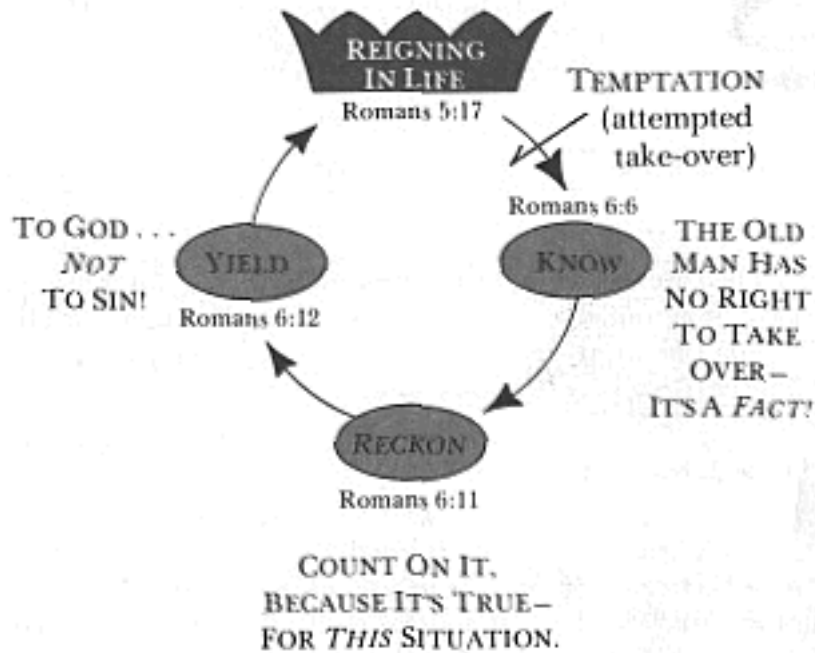 REIGNING
IN LIFE
Romans 5:17
TEMPTATION
(attempted
take-over)
Romans 6:6
KNOW
THE OLD
MAN HAS
NO RIGHT
TO TAKE
OVER–
IT'S A FACT!
RECKON
Romans 6:11
COUNT ON IT,
BECAUSE IT'S TRUE–
FOR THIS SITUATION.
YIELD
Romans 6:12
TO GOD . . .
NOT
TO SIN!